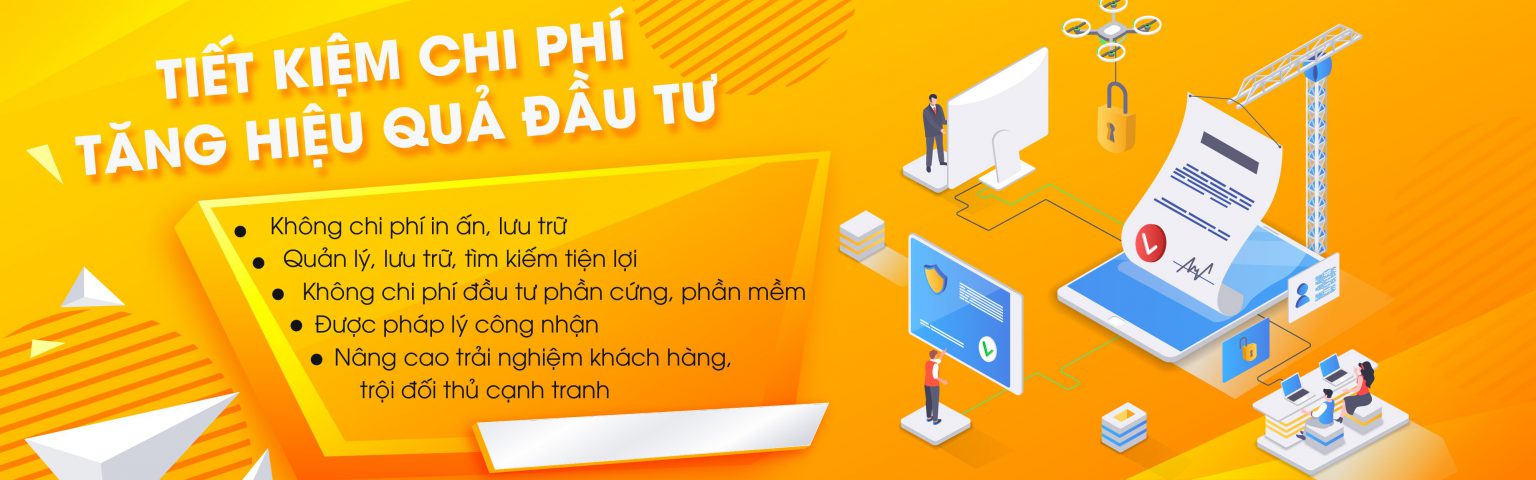 TIẾT KIỆM CHI PHÍ
TĂNG HIỆU QUẢ ĐẦU TƯ
Không chi phí in ấn, lưu trữ
Quản lý, lưu trữ, tìm kiếm tiện lợi
Không chi phí đầu tư phần cứng, phần mềm
Được pháp lý công nhận
Nâng cao trải nghiệm khách hàng,
trội đối thủ cạnh tranh